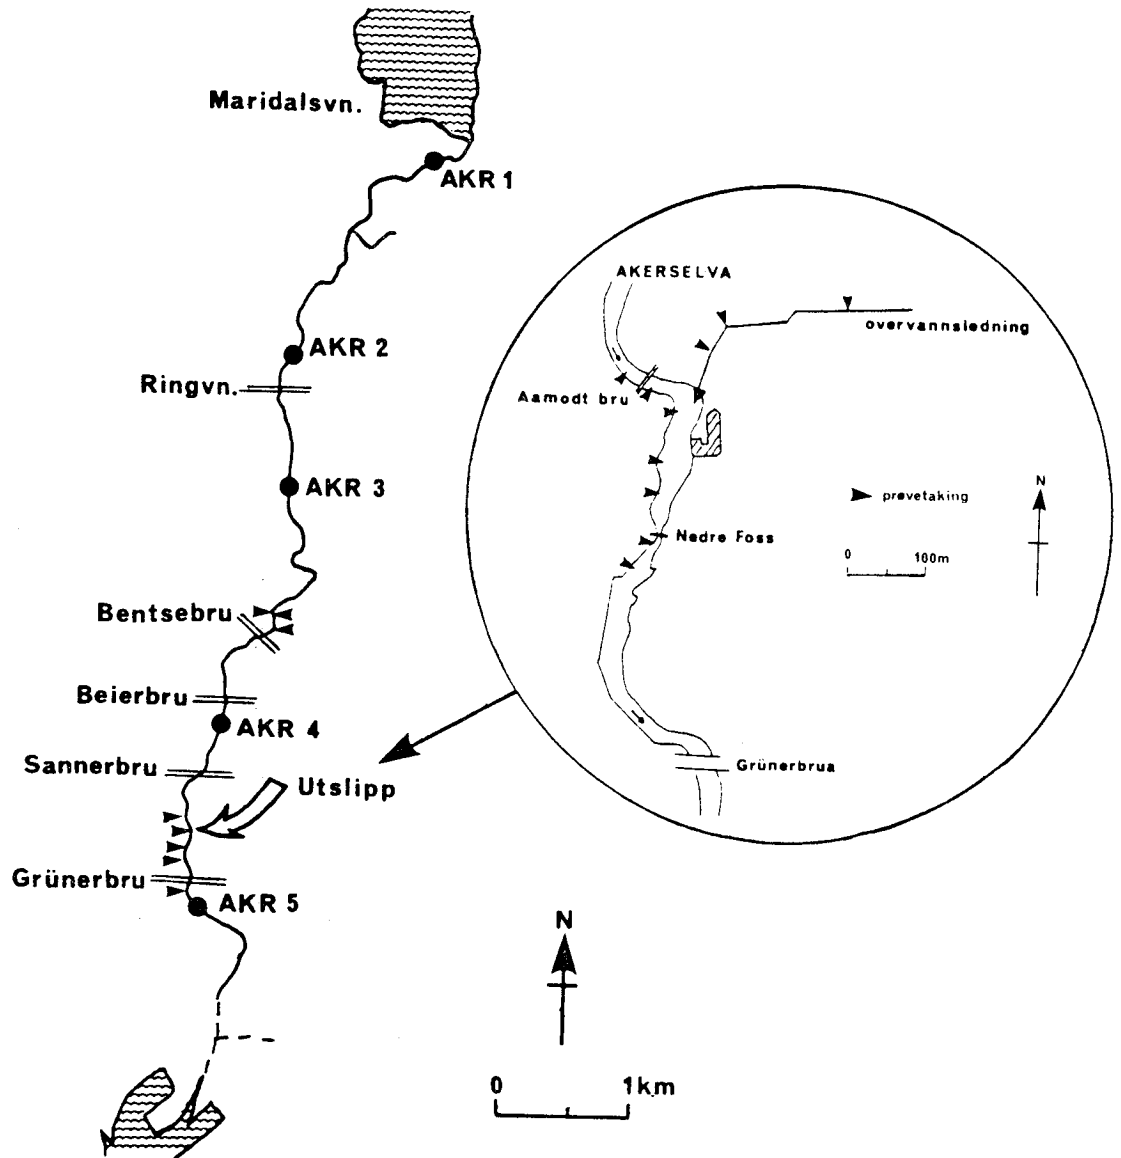 Maridalsvn.
AKR 1
AKR 2
Ringvn.
AKR 3
Bentsebru
Beierbru
AKR 4
Sannerbru
Utslipp
Grünerbru
AKR 5
N
0 1km
AKERSELVA
overvannsledning
Aamodt bru
prøvetaking
N
Nedre Foss
0 100m
Grünerbrua